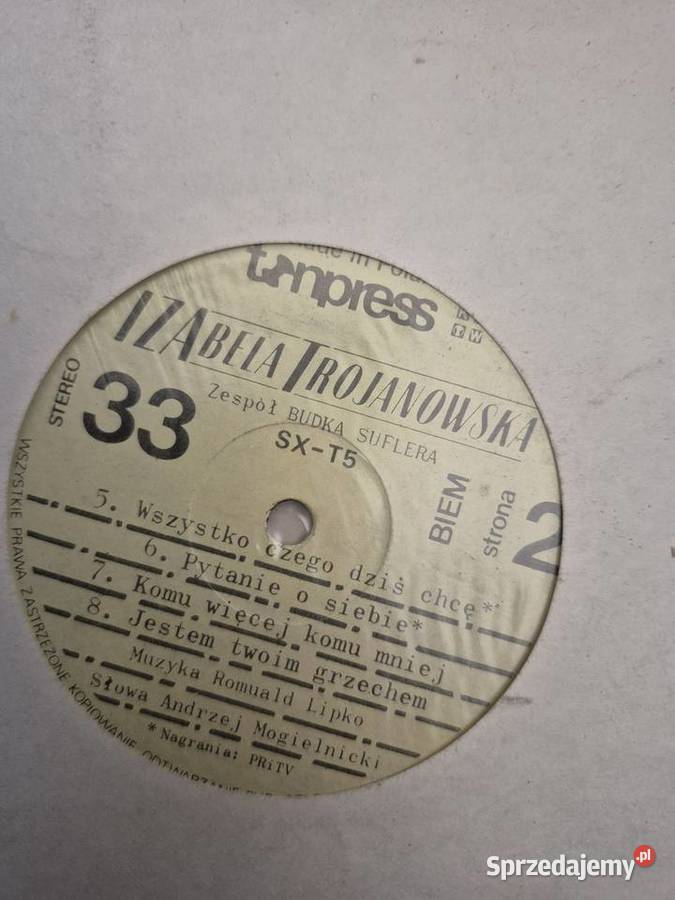 made in Pola
tonpress
IZABELA TROJANOWSKA
Zespół BUDKA SUFLERA
SX-T5
STEREO
33
BIEM
strona
2
5. Wszystko czego dziś chcę*
6. Pytanie o siebie*
7. Komu więcej komu mniej
8. Jestem twoim grzechem
Muzyka Romuald Lipko
Słowa Andrzej Mogielnicki
* Nagrania: PRiTV
WSZYSTKIE PRAWA ZASTRZEŻONE KOPIOWANIE, ODTWARZANIE
Sprzedajemy.pl